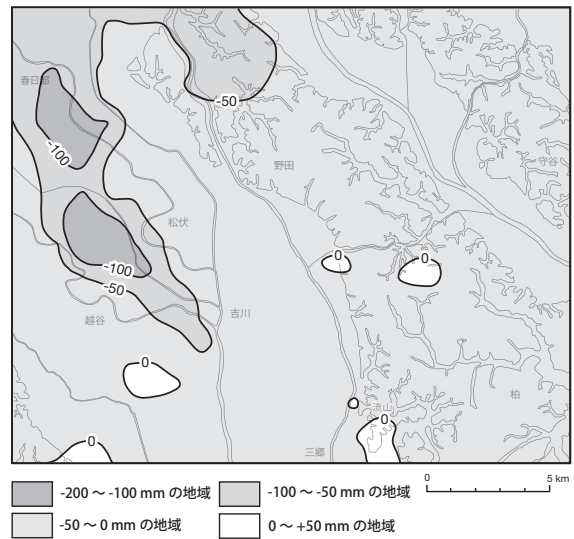 -50
春日部
-100
野田
守谷
松伏
0
0
-100
-50
越谷
吉川
0
柏
流山
0
0
三郷
-200 ～ -100 mm の地域
-100 ～ -50 mm の地域
0
5 km
-50 ～ 0 mm の地域
0 ～ +50 mm の地域